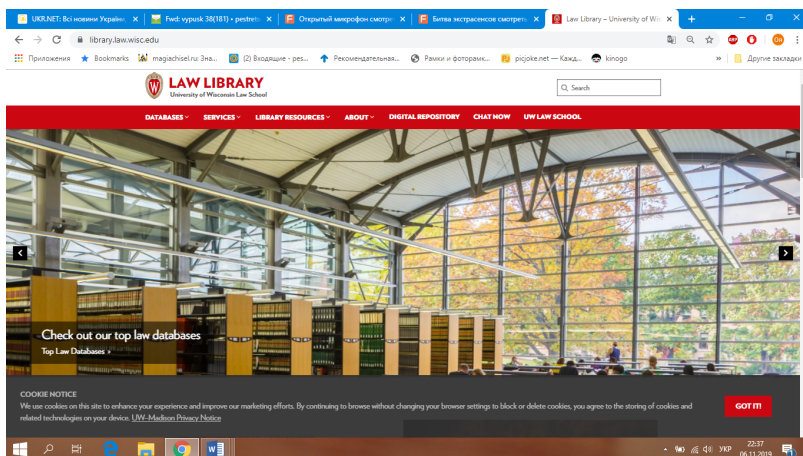 UKR.NET: Всі новини України,
Fwd: vypusk 38(181) • pestrets
Открытый микрофон смотре
Битва экстрасенсов смотреть
Law Library – University of Wis
library.law.wisc.edu
Приложения
Bookmarks
magiachisel.ru: Зна...
(2) Входящие - pes...
Рекомендательная...
Рамки и фоторамк...
picjoke.net — Кажд...
kinogo
»
Другие закладки
LAW LIBRARY
University of Wisconsin Law School
Search
DATABASES
SERVICES
LIBRARY RESOURCES
ABOUT
DIGITAL REPOSITORY
CHAT NOW
UW LAW SCHOOL
Check out our top law databases
Top Law Databases »
COOKIE NOTICE
We use cookies on this site to enhance your experience and improve our marketing efforts. By continuing to browse without changing your browser settings to block or delete cookies, you agree to the storing of cookies and
related technologies on your device. UW–Madison Privacy Notice
GOT IT!
УКР
22:37
06.11.2019